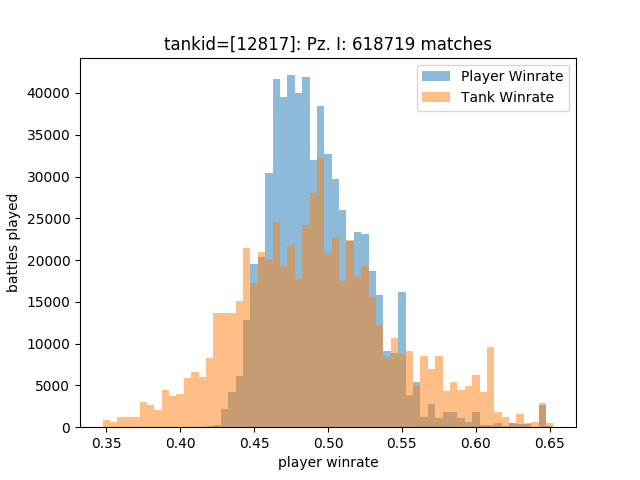 tankid=[12817]: Pz. I: 618719 matches
Player Winrate
Tank Winrate
battles played
40000
35000
30000
25000
20000
15000
10000
5000
0
0.35 0.40 0.45 0.50 0.55 0.60 0.65
player winrate